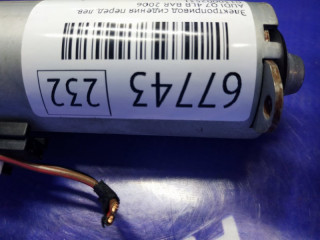 AUDI Q7 4LB BAR 2006
Электропривод сидения перед. лев.
67743
232